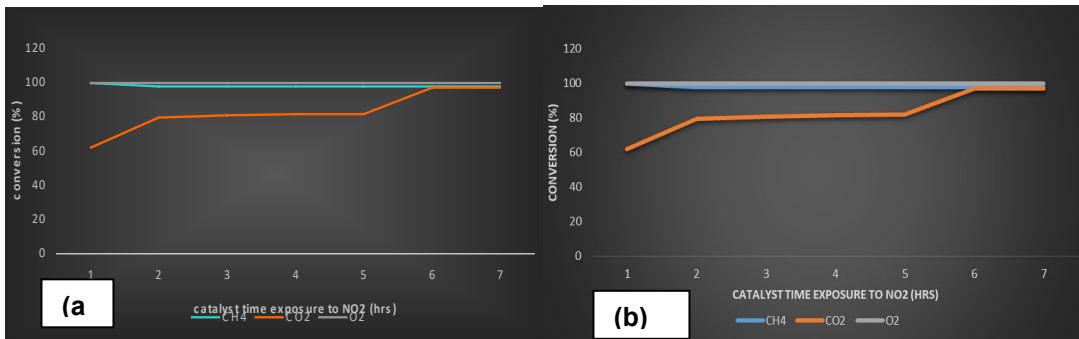 120
100
80
60
40
20
0
conversion (%)
1 2 3 4 5 6 7
catalyst time exposure to NO2 (hrs)
CH4 CO2 O2
(a
120
100
80
60
40
20
0
CONVERSION (%)
1 2 3 4 5 6 7
CATALYST TIME EXPOSURE TO NO2 (HRS)
CH4 CO2 O2
(b)